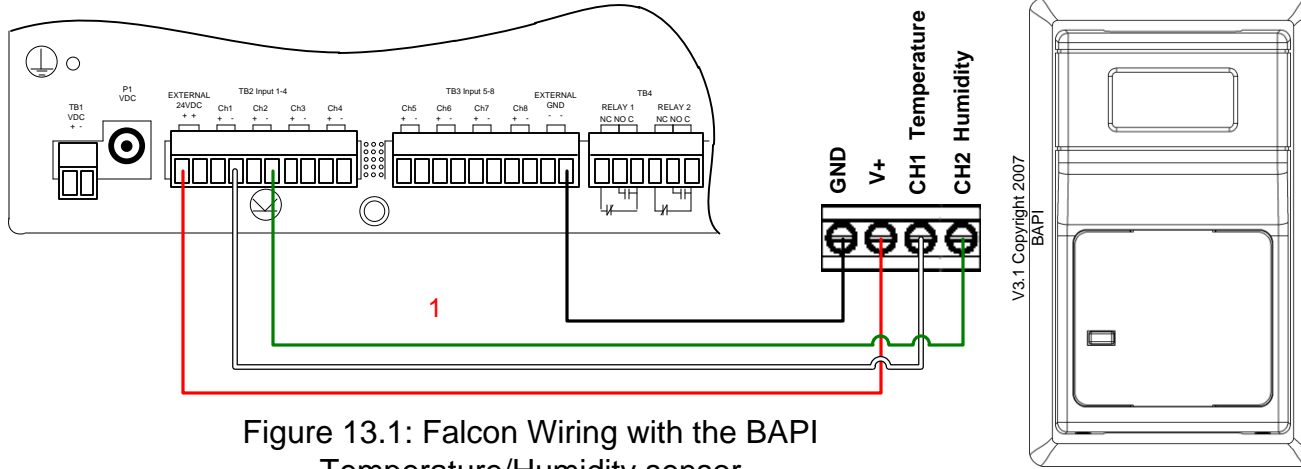 P1
VDC
TB1
VDC
+ -
EXTERNAL
24VDC
+ +
TB2 Input 1-4
Ch1
+ -
Ch2
+ -
Ch3
+ -
Ch4
+ -
TB3 Input 5-8
Ch5
+ -
Ch6
+ -
Ch7
+ -
Ch8
+ -
EXTERNAL
GND
- -
TB4
RELAY 1
NC NO C
RELAY 2
NC NO C
GND
V+
CH1 Temperature
CH2 Humidity
V3.1 Copyright 2007
BAPI
1
Figure 13.1: Falcon Wiring with the BAPI
Temperature/Humidity sensor